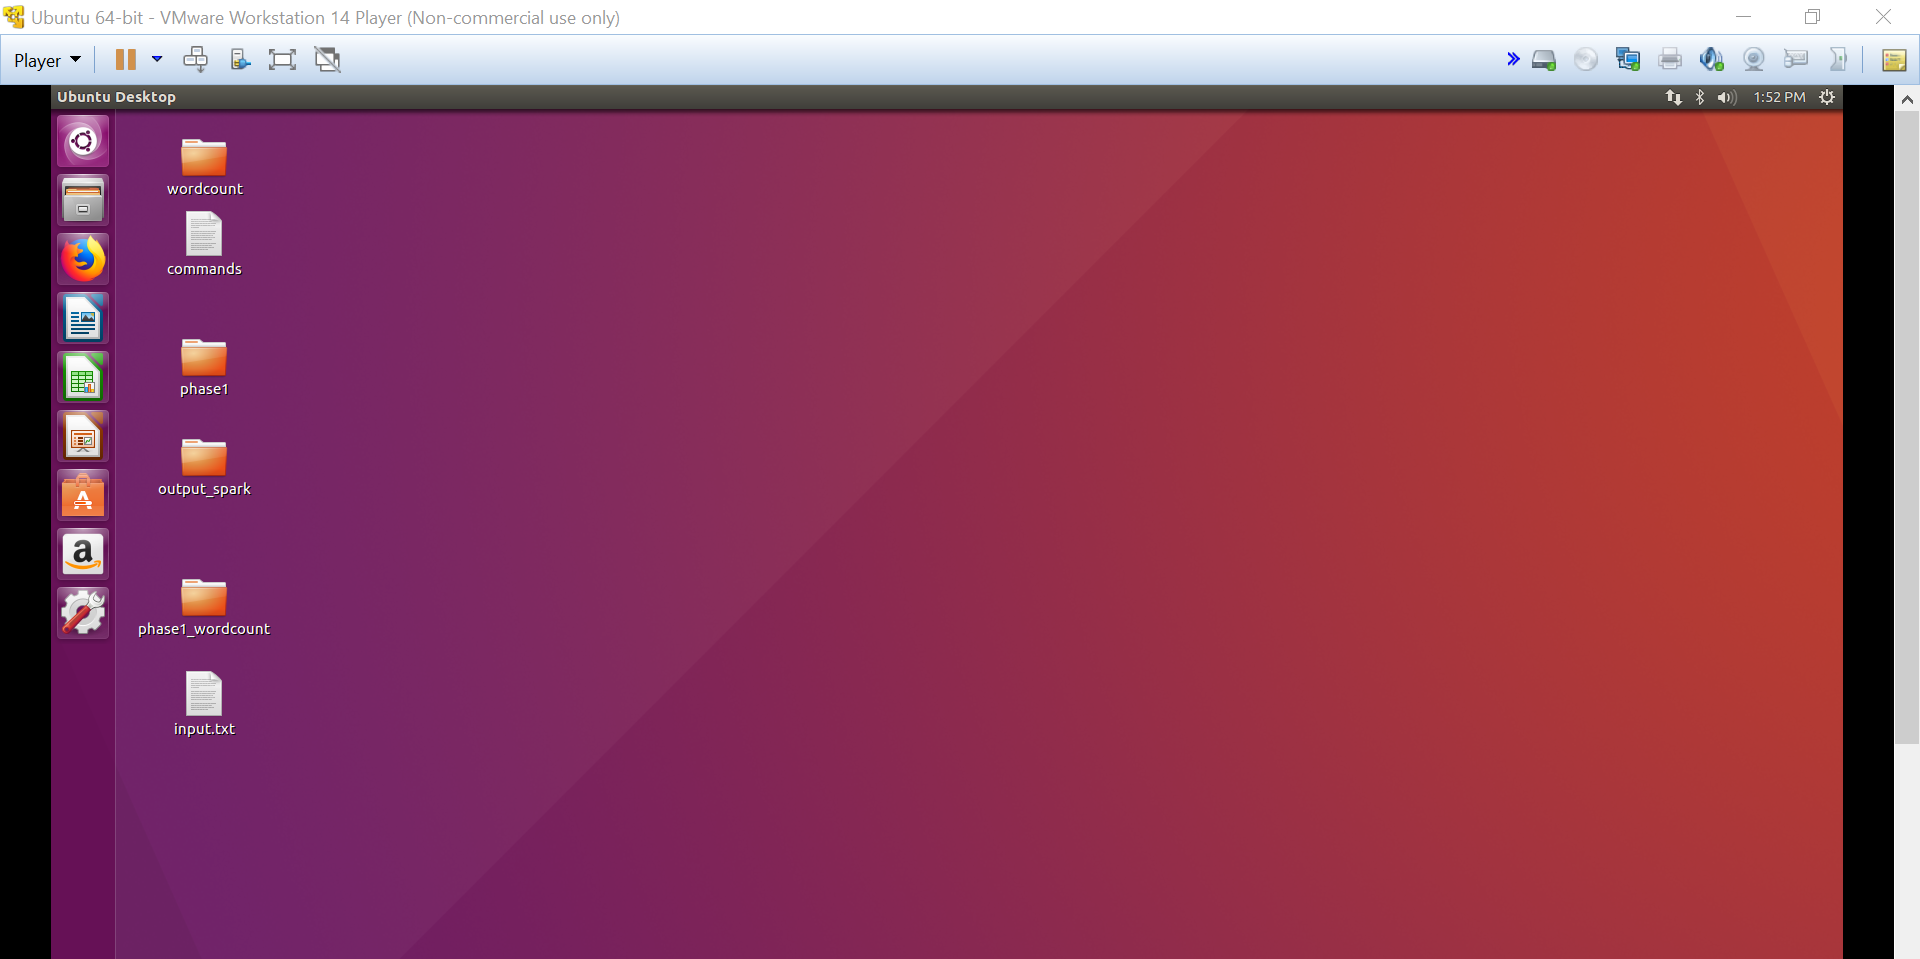 Ubuntu 64-bit - VMware Workstation 14 Player (Non-commercial use only)
Player
Ubuntu Desktop
1:52 PM
wordcount
commands
phase1
output_spark
phase1_wordcount
input.txt